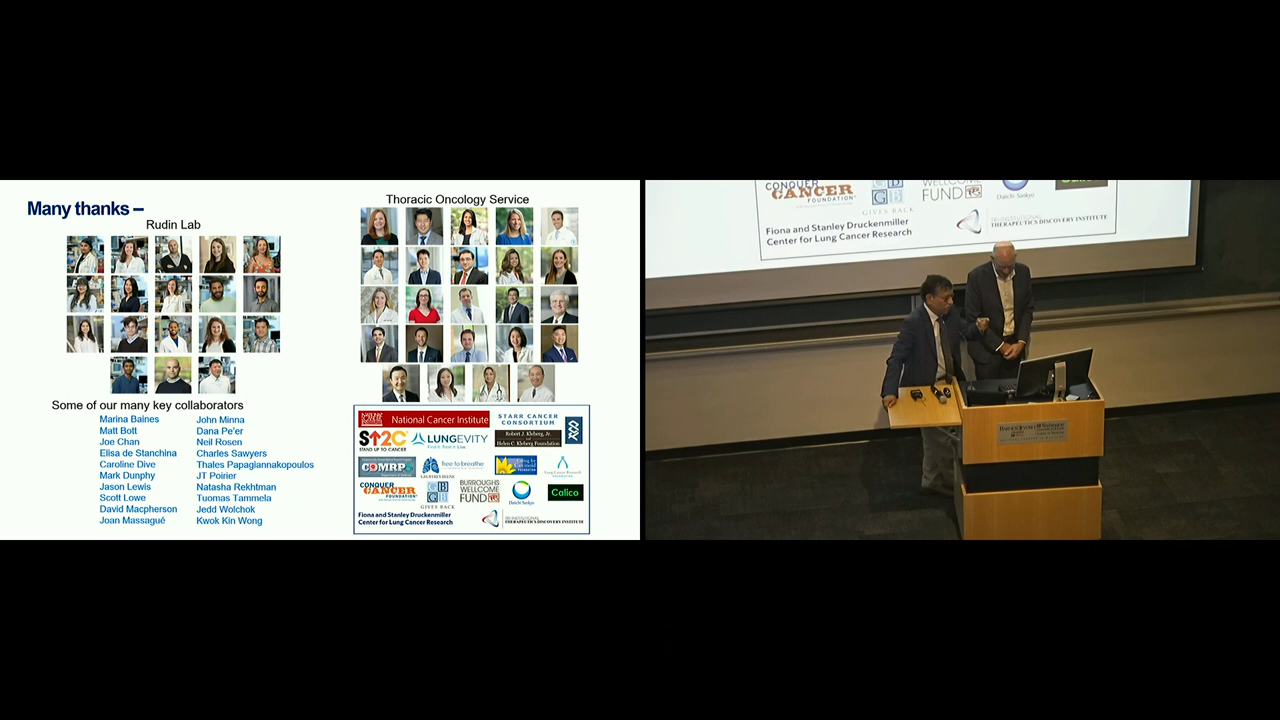 Many thanks –
Rudin Lab
Thoracic Oncology Service
Some of our many key collaborators
Marina Baines
Matt Bott
Joe Chan
Elisa de Stanchina
Caroline Dive
Mark Dunphy
Jason Lewis
Scott Lowe
David Macpherson
Joan Massagué
John Minna
Dana Pe'er
Neil Rosen
Charles Sawyers
Thales Papagiannakopoulos
JT Poirier
Natasha Rekhtman
Tuomas Tammela
Jedd Wolchok
Kwok Kin Wong
National Cancer Institute
STARR CANCER
CONSORTIUM
STAND UP TO CANCER
LUNGEVITY
Robert J. Kleberg, Jr.
Helen C. Kleberg Foundation
CDMRP
free to breathe
CONQUER
CANCER
FOUNDATION
GIVES BACK
BURROUGHS
WELLCOME
FUND
Daiichi-Sankyo
Calico
Fiona and Stanley Druckenmiller
Center for Lung Cancer Research
TRI-INSTITUTIONAL
THERAPEUTICS DISCOVERY INSTITUTE
CONQUER
CANCER
FOUNDATION
GIVES BACK
WELLCOME
FUND
Daiichi-Sankyo
Fiona and Stanley Druckenmiller
Center for Lung Cancer Research
TRI-INSTITUTIONAL
THERAPEUTICS DISCOVERY INSTITUTE